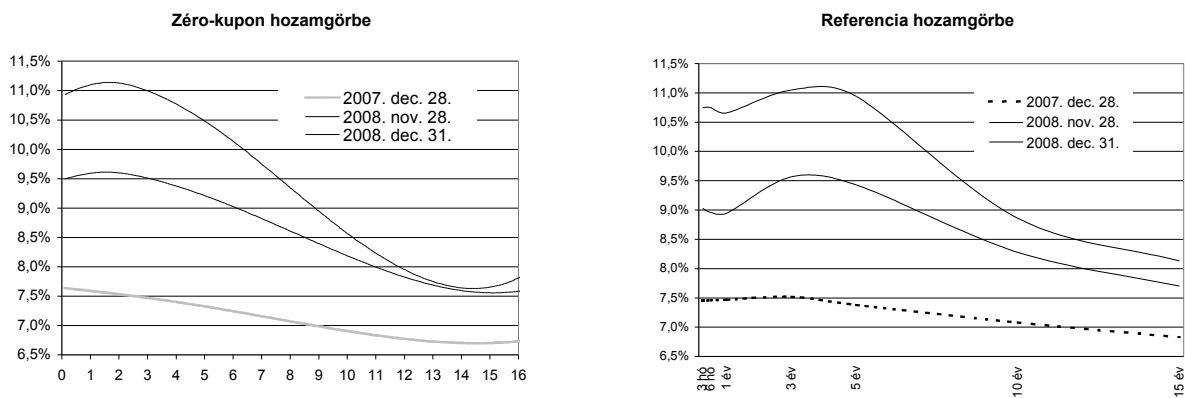 Zéro-kupon hozamgörbe
11,5%
11,0%
10,5%
10,0%
9,5%
9,0%
8,5%
8,0%
7,5%
7,0%
6,5%
0 1 2 3 4 5 6 7 8 9 10 11 12 13 14 15 16
2007. dec. 28.
2008. nov. 28.
2008. dec. 31.
Referencia hozamgörbe
11,5%
11,0%
10,5%
10,0%
9,5%
9,0%
8,5%
8,0%
7,5%
7,0%
6,5%
3 hó
6 hó
1 év
3 év
5 év
10 év
15 év
2007. dec. 28.
2008. nov. 28.
2008. dec. 31.